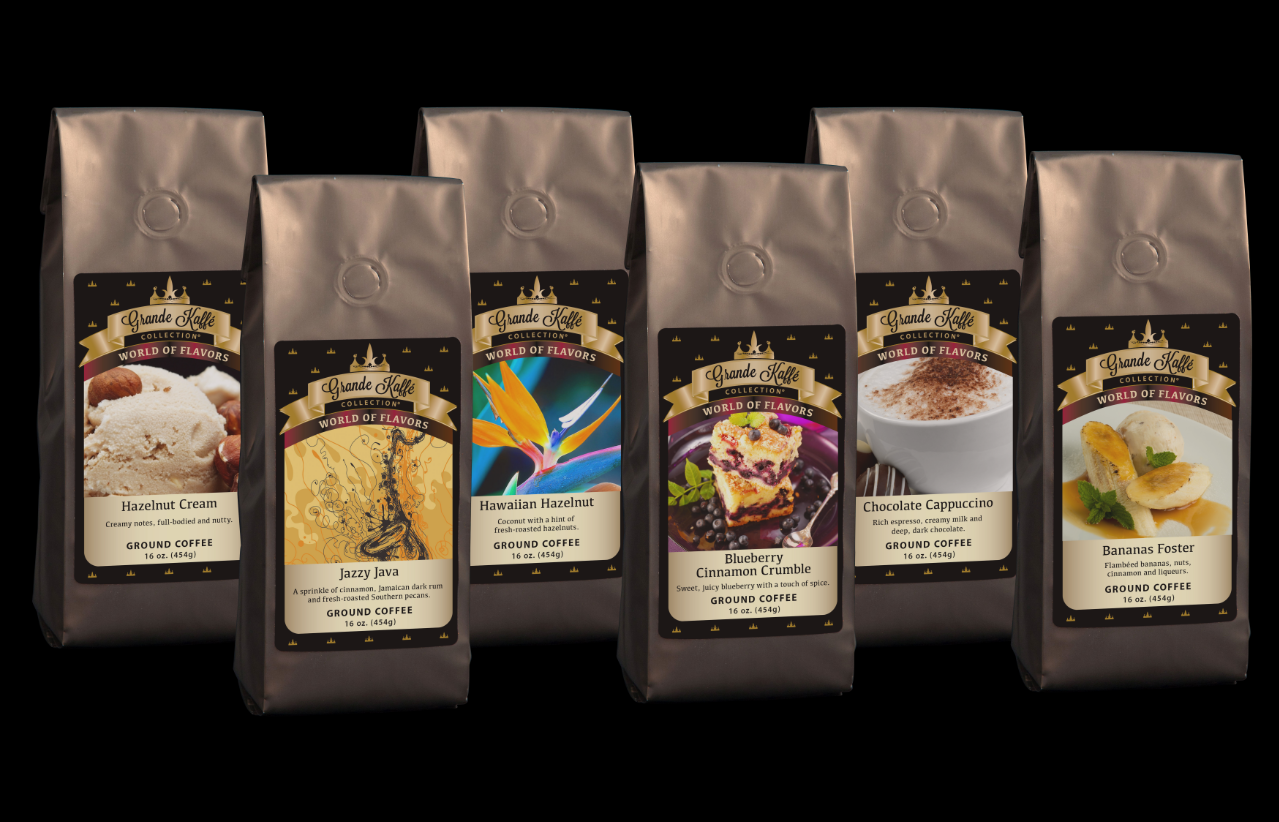 Grande Kaffé
COLLECTION®
WORLD OF FLAVORS
Hazelnut Cream
Creamy notes, full-bodied and nutty.
GROUND COFFEE
16 oz. (454g)
Grande Kaffé
COLLECTION®
WORLD OF FLAVORS
Jazzy Java
A sprinkle of cinnamon, Jamaican dark rum
and fresh-roasted Southern pecans.
GROUND COFFEE
16 oz. (454g)
Grande Kaffé
COLLECTION®
WORLD OF FLAVORS
Hawaiian Hazelnut
Coconut with a hint of
fresh-roasted hazelnuts.
GROUND COFFEE
16 oz. (454g)
Grande Kaffé
COLLECTION®
WORLD OF FLAVORS
Blueberry
Cinnamon Crumble
Sweet, juicy blueberry with a touch of spice.
GROUND COFFEE
16 oz. (454g)
Grande Kaffé
COLLECTION®
WORLD OF FLAVORS
Chocolate Cappuccino
Rich espresso, creamy milk and
deep, dark chocolate.
GROUND COFFEE
16 oz. (454g)
Grande Kaffé
COLLECTION®
WORLD OF FLAVORS
Bananas Foster
Flambéed bananas, nuts,
cinnamon and liqueurs.
GROUND COFFEE
16 oz. (454g)